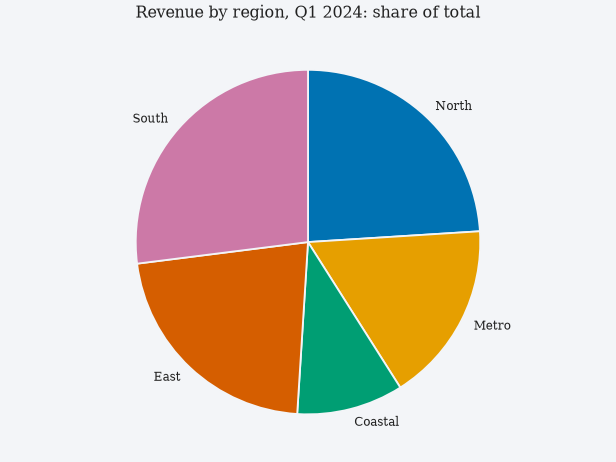 Revenue by region, Q1 2024: share of total
North
South
Metro
East
Coastal